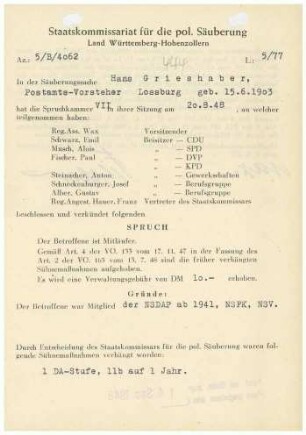 Staatskommissariat für die pol. Säuberung
Land Württemberg-Hohenzollern
Az.: 5/B/4062 L: 5/77
In der Säuberungssache Hans Grieshaber,
Postamts-Vorsteher Lossburg geb. 15.6.1903
hat die Spruchkammer VII in ihrer Sitzung am 20.8.48, an welcher
teilgenommen haben:
Reg.Ass. Wax Vorsitzender
Schwarz, Emil Beisitzer – CDU
Maash, Alois „ – SPD
Fischer, Paul „ – DVP
„ – KPD
Steinacher, Anton „ – Gewerkschaften
Schneckenburger, Josef „ – Berufsgruppe
Alber, Gustav „ – Berufsgruppe
Reg.Angest. Hauer, Franz Vertreter des Staatskommissars
beschlossen und verkündet folgenden
SPRUCH
Der Betroffene ist Mitläufer.
Gemäß Art. 4 der VO. 133 vom 17. 11. 47 in der Fassung des
Art. 2 der VO. 165 vom 13. 7. 48 sind die früher verhängten
Sühnemaßnahmen aufgehoben.
Es wird eine Verwaltungsgebühr von DM 10.- erhoben.
Gründe:
Der Betroffene war Mitglied der NSDAP ab 1941, NSFK, NSV.
Durch Entscheidung des Staatskommissars für die pol. Säuberung waren folgende
Sühnemaßnahmen verhängt worden:
1 DA-Stufe, 11b auf 1 Jahr.